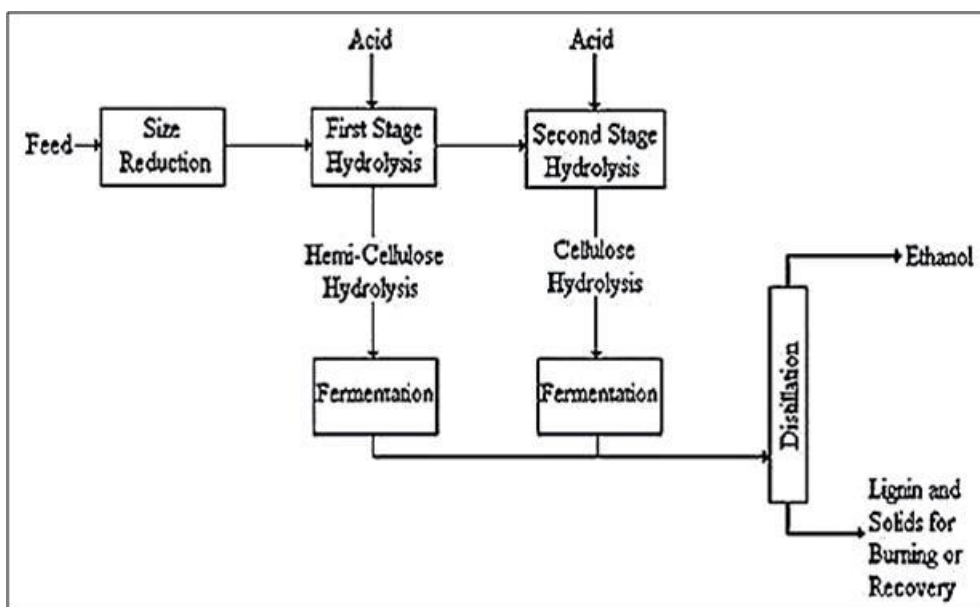 Acid
Acid
Feed
Size
Reduction
First Stage
Hydrolysis
Second Stage
Hydrolysis
Hemi-Cellulose
Hydrolysis
Cellulose
Hydrolysis
Ethanol
Fermentation
Fermentation
Distillation
Lignin and
Solids for
Burning or
Recovery